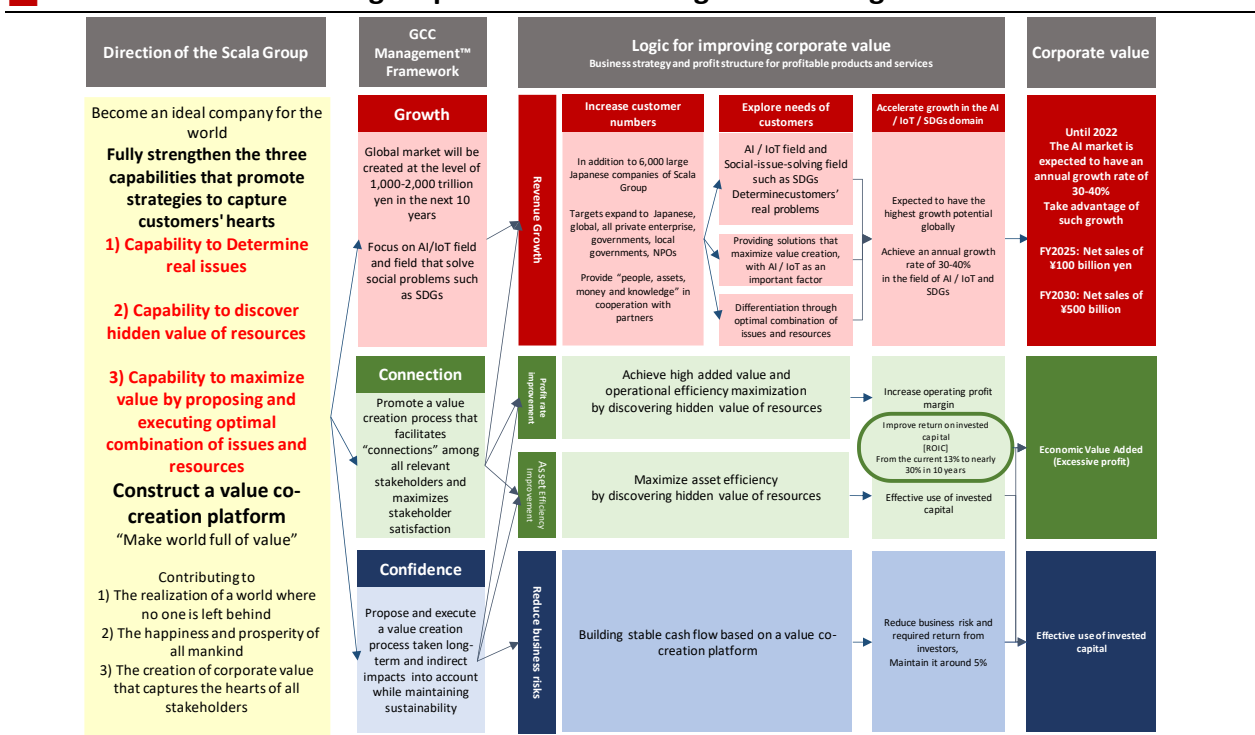 Direction of the Scala Group
GCC
Management™
Framework
Logic for improving corporate value
Business strategy and profit structure for profitable products and services
Corporate value
Become an ideal company for the
world
Fully strengthen the three
capabilities that promote
strategies to capture
customers' hearts
1) Capability to Determine
real issues
2) Capability to discover
hidden value of resources
3) Capability to maximize
value by proposing and
executing optimal
combination of issues and
resources
Construct a value co-
creation platform
“Make world full of value”
Contributing to
1) The realization of a world where
no one is left behind
2) The happiness and prosperity of
all mankind
3) The creation of corporate value
that captures the hearts of all
stakeholders
Growth
Global market will be
created at the level of
1,000-2,000 trillion
yen in the next 10
years
Focus on AI/IoT field
and field that solve
social problems such
as SDGs
Connection
Promote a value
creation process that
facilitates
“connections” among
all relevant
stakeholders and
maximizes
stakeholder
satisfaction
Confidence
Propose and execute
a value creation
process taken long-
term and indirect
impacts into account
while maintaining
sustainability
Revenue Growth
Increase customer
numbers
In addition to 6,000 large
Japanese companies of Scala
Group
Targets expand to Japanese,
global, all private enterprise,
governments, local
governments, NPOs
Provide “people, assets,
money and knowledge” in
cooperation with
partners
Explore needs of
customers
AI / IoT field and
Social-issue-solving field
such as SDGs
Determinecustomers’
real problems
Providing solutions that
maximize value creation,
with AI / IoT as an
important factor
Differentiation through
optimal combination of
issues and resources
Accelerate growth in the AI
/ IoT / SDGs domain
Expected to have the
highest growth potential
globally
Achieve an annual growth
rate of 30-40%
in the field of AI / IoT and
SDGs
Until 2022
The AI market is
expected to have an
annual growth rate of
30-40%
Take advantage of
such growth
FY2025: Net sales of
¥100 billion yen
FY2030: Net sales of
¥500 billion
Profit rate
improvement
Achieve high added value and
operational efficiency maximization
by discovering hidden value of resources
Increase operating profit
margin
Improve return on invested
capital
[ROIC]
From the current 13% to nearly
30% in 10 years
Asset Efficiency
Improvement
Maximize asset efficiency
by discovering hidden value of resources
Effective use of invested
capital
Economic Value Added
(Excessive profit)
Reduce business risks
Building stable cash flow based on a value co-
creation platform
Reduce business risk and
required return from
investors,
Maintain it around 5%
Effective use of invested
capital